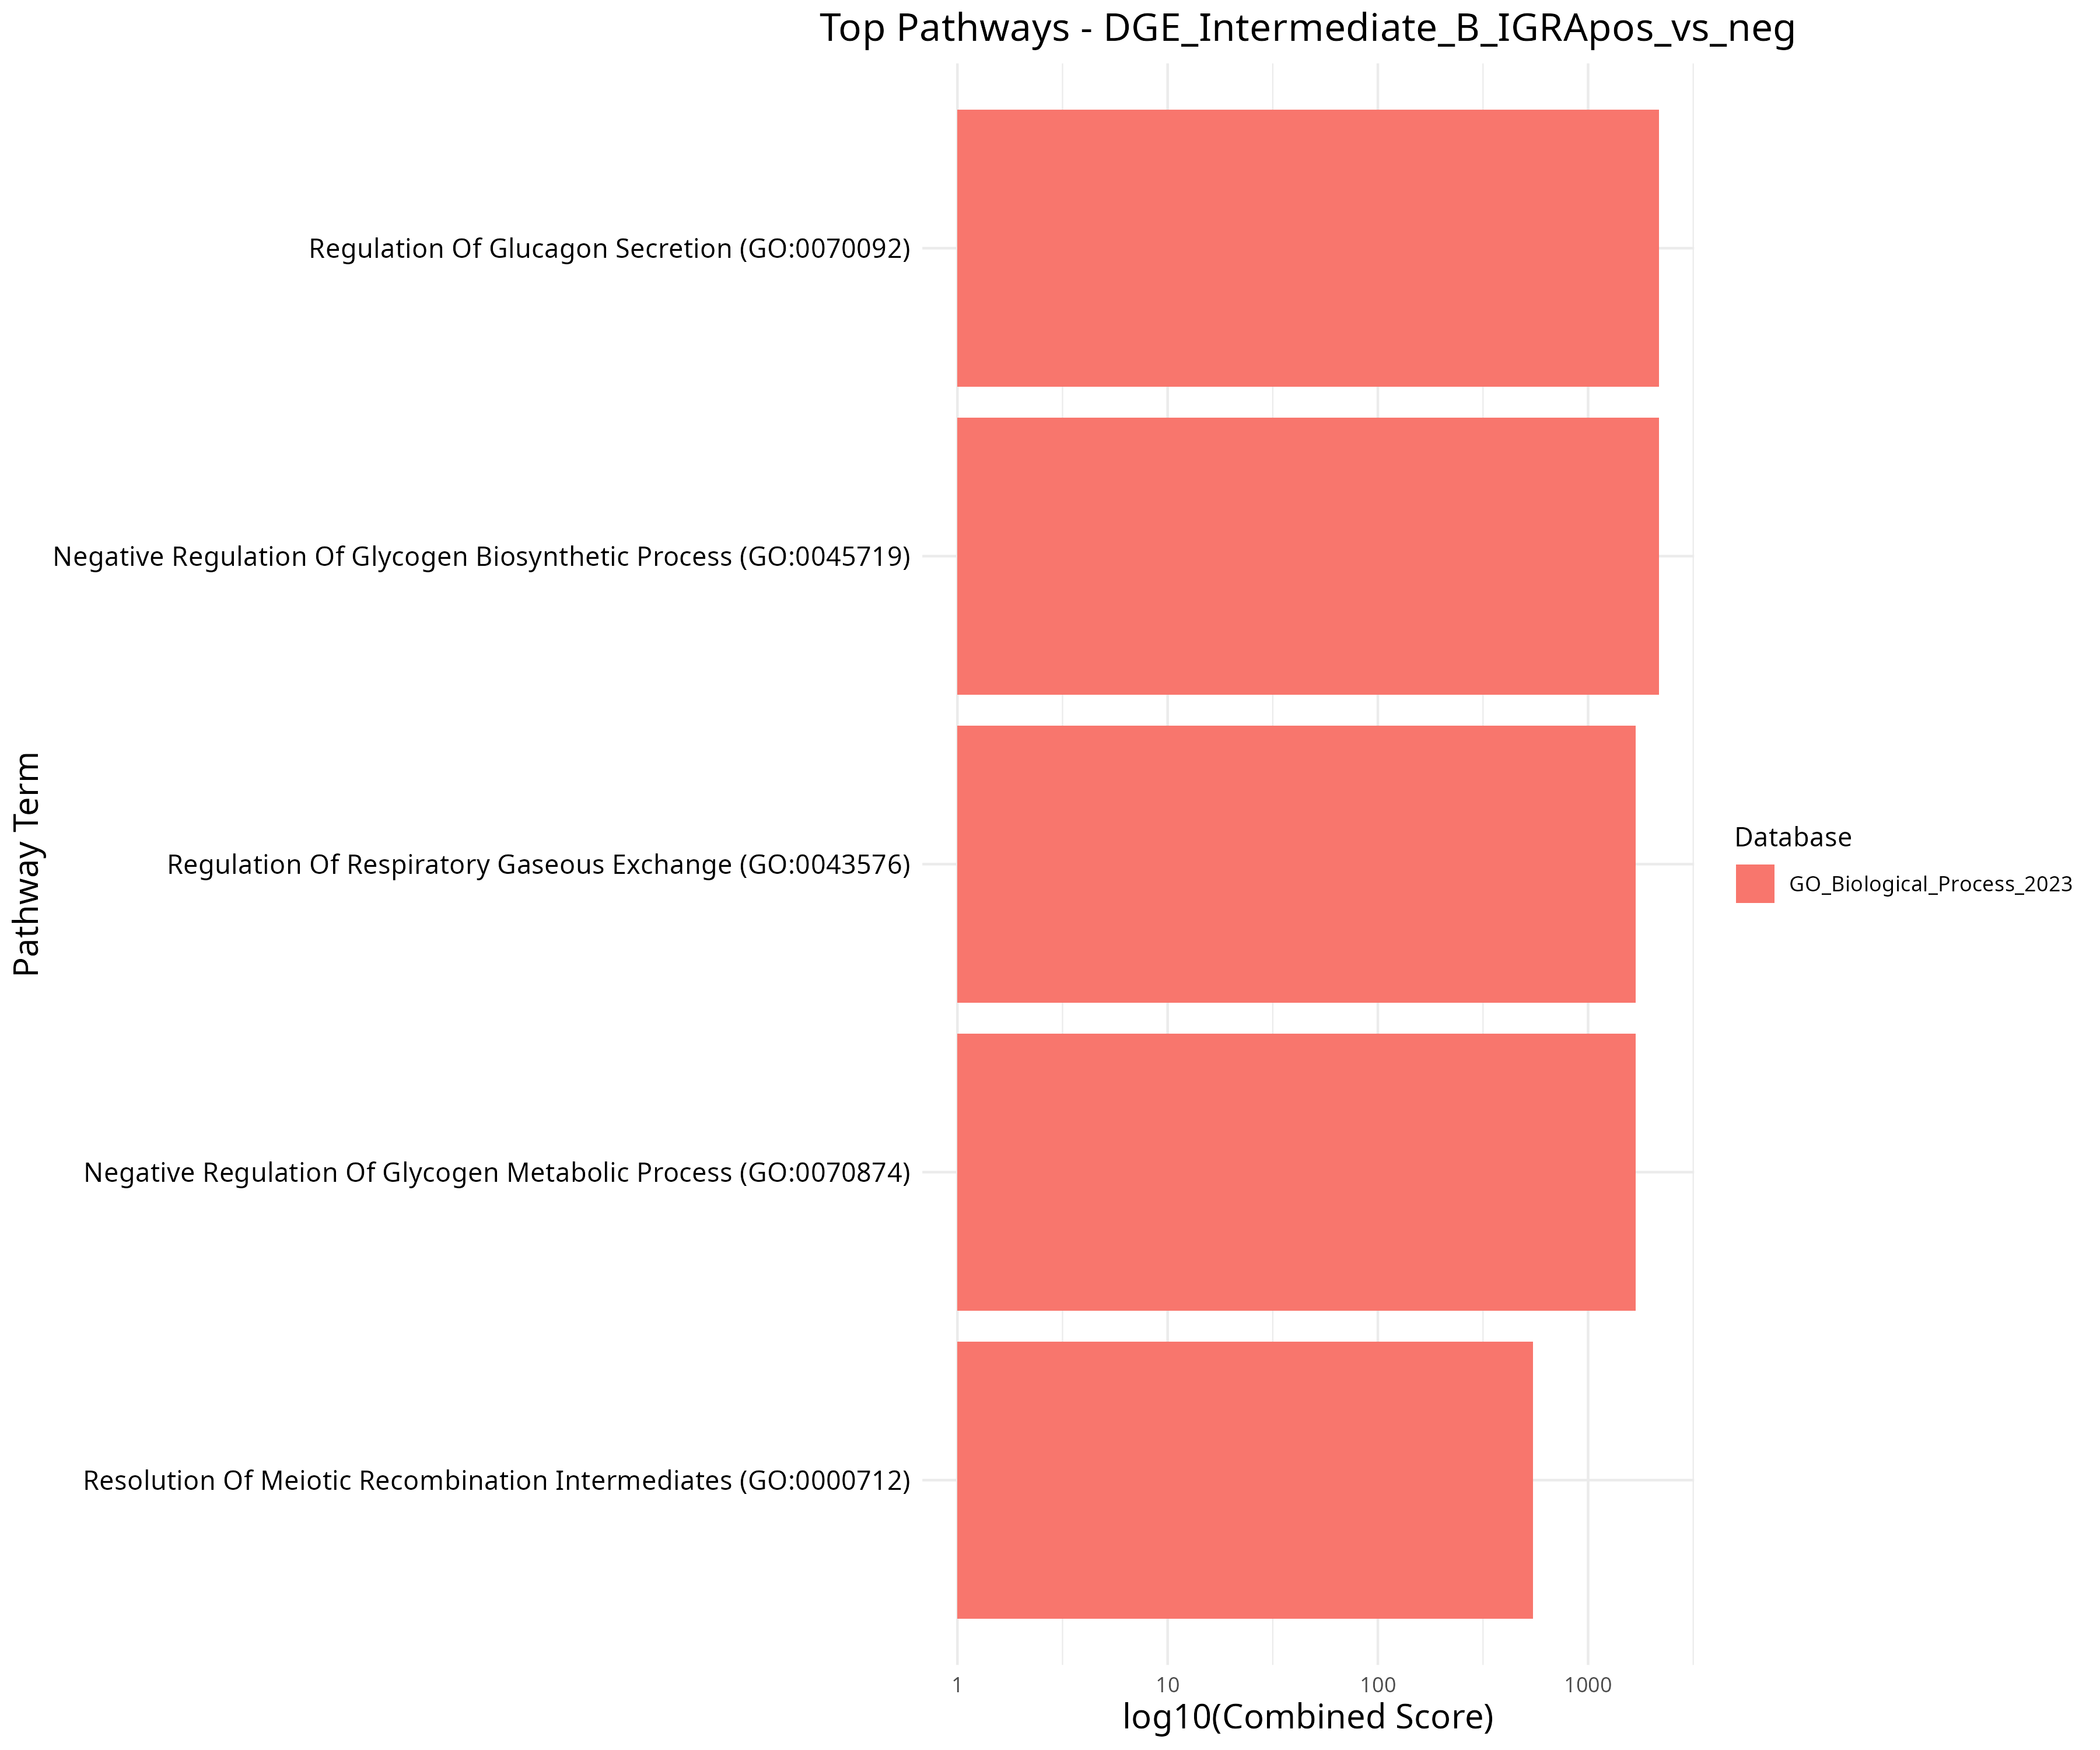 Top Pathways - DGE_Intermediate_B_IGRApos_vs_neg
Regulation Of Glucagon Secretion (GO:0070092)
Negative Regulation Of Glycogen Biosynthetic Process (GO:0045719)
Regulation Of Respiratory Gaseous Exchange (GO:0043576)
Negative Regulation Of Glycogen Metabolic Process (GO:0070874)
Resolution Of Meiotic Recombination Intermediates (GO:0000712)
Pathway Term
1 10 100 1000
log10(Combined Score)
Database
GO_Biological_Process_2023